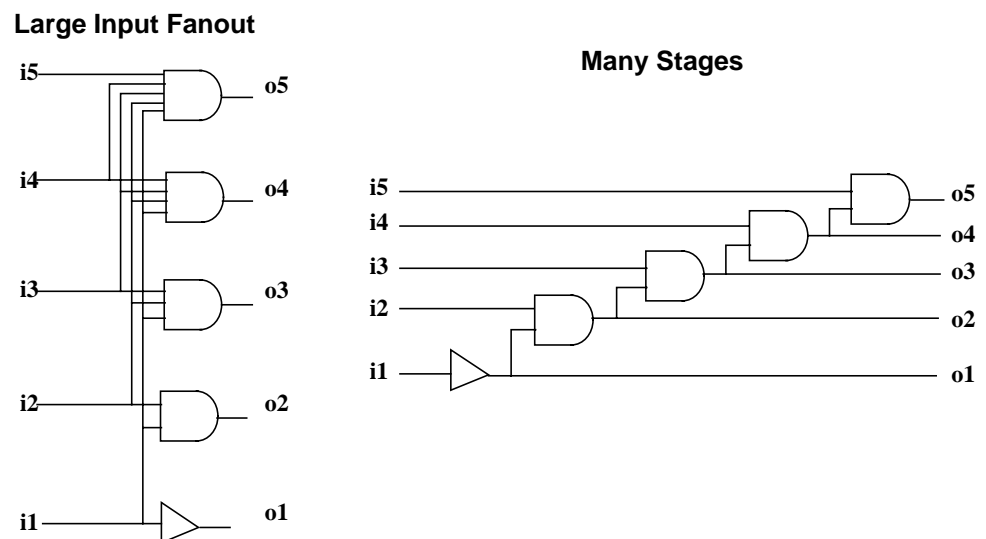 Large Input Fanout
i5
o5
i4
o4
i3
o3
i2
o2
i1
o1
Many Stages
i5
o5
i4
o4
i3
o3
i2
o2
i1
o1